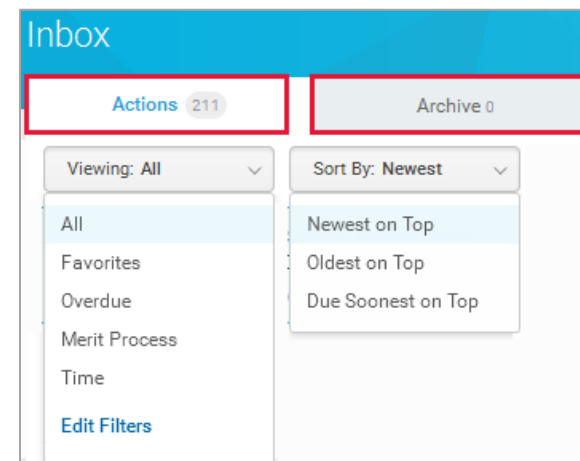 Inbox
Actions 211
Archive 0
Viewing: All
Sort By: Newest
All
Favorites
Overdue
Merit Process
Time
Edit Filters
Newest on Top
Oldest on Top
Due Soonest on Top